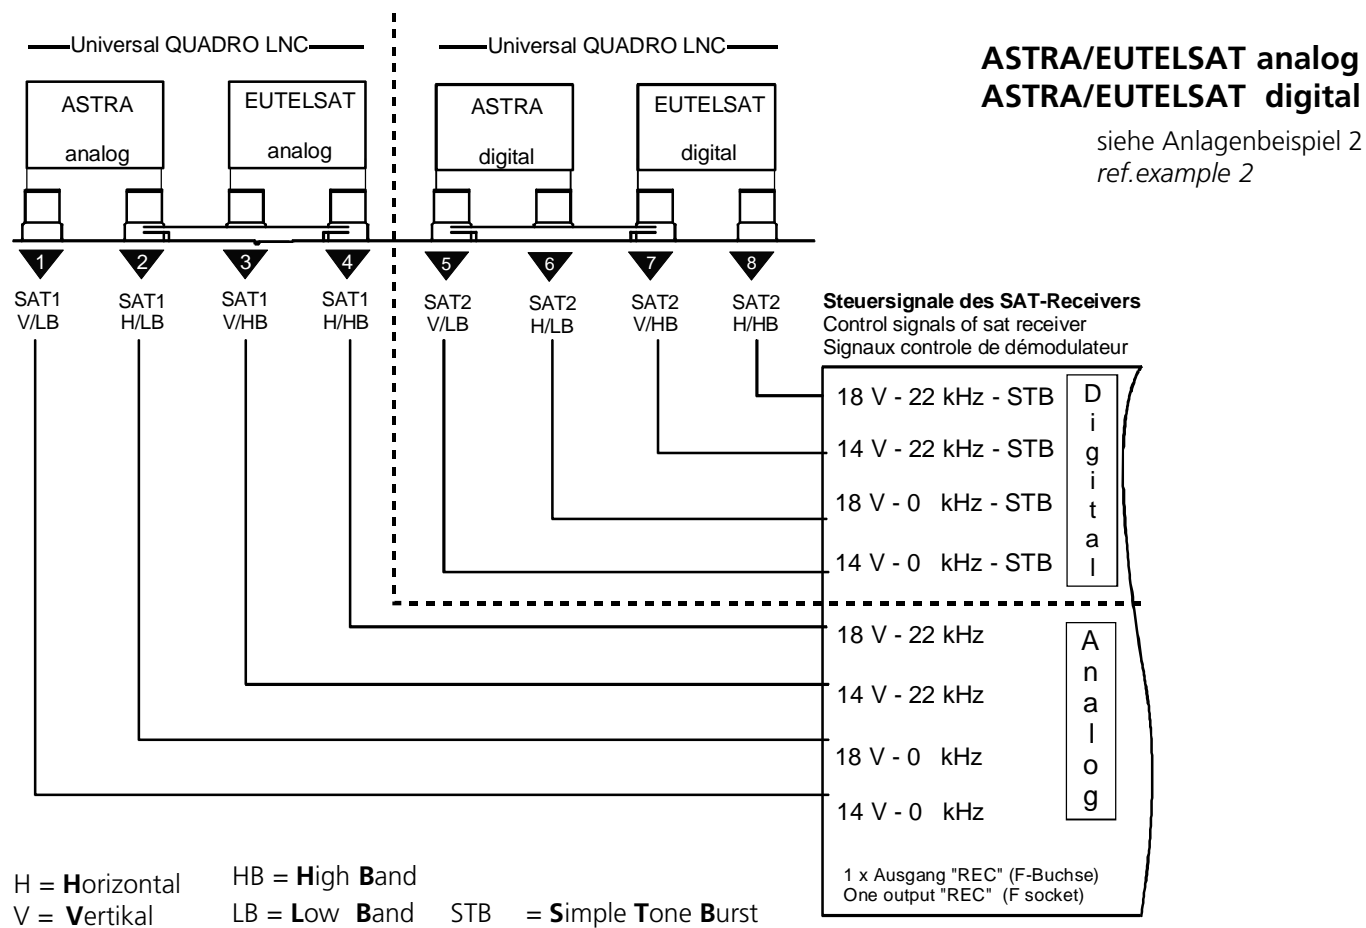 Universal QUADRO LNC
Universal QUADRO LNC
ASTRA/EUTELSAT analog
ASTRA/EUTELSAT digital
siehe Anlagenbeispiel 2
ref.example 2
ASTRA
analog
EUTELSAT
analog
ASTRA
digital
EUTELSAT
digital
1 2 3 4 5 6 7 8
SAT1 SAT1 SAT1 SAT1 SAT2 SAT2 SAT2 SAT2
V/LB H/LB V/HB H/HB V/LB H/LB V/HB H/HB
Steuersignale des SAT-Receivers
Control signals of sat receiver
Signaux controle de démodulateur
18 V - 22 kHz - STB
14 V - 22 kHz - STB
18 V - 0 kHz - STB
14 V - 0 kHz - STB
Digital
18 V - 22 kHz
14 V - 22 kHz
18 V - 0 kHz
14 V - 0 kHz
Analog
1 x Ausgang "REC" (F-Buchse)
One output "REC" (F socket)
H = Horizontal
HB = High Band
V = Vertikal
LB = Low Band
STB = Simple Tone Burst